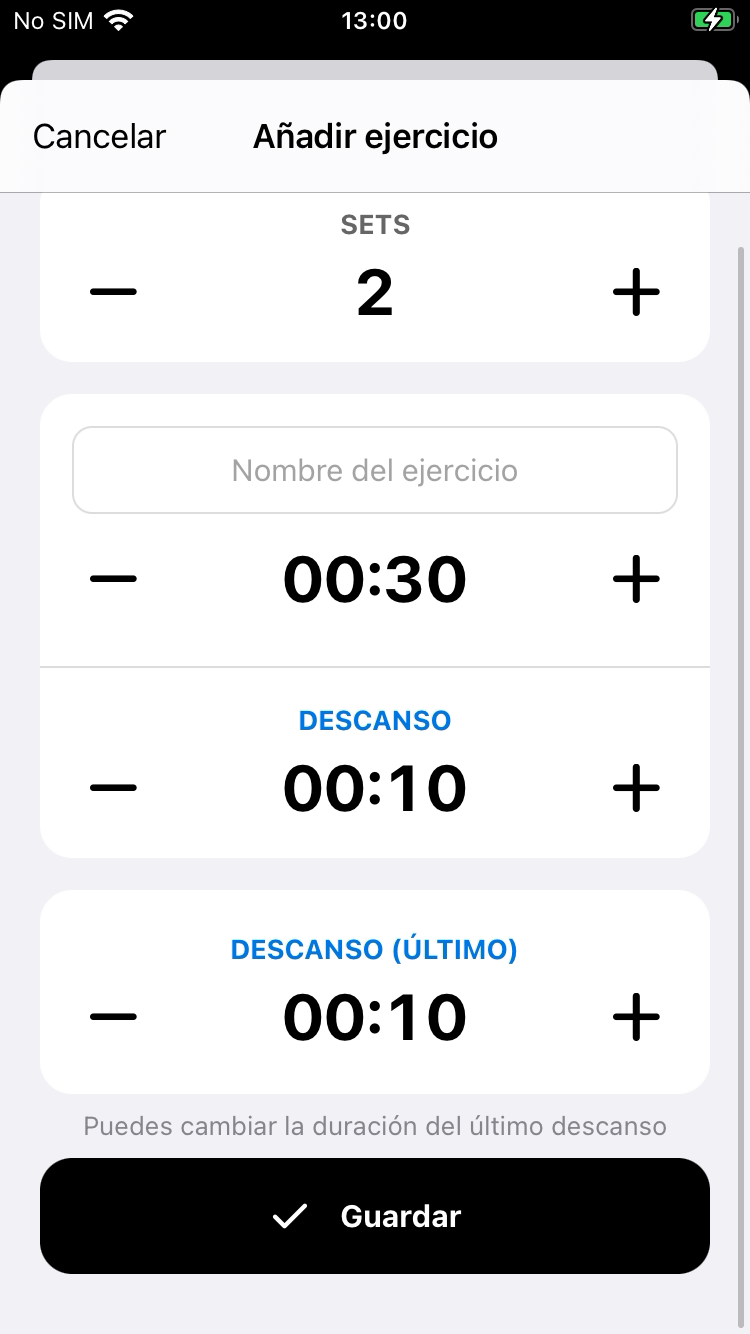 No SIM 13:00
Cancelar Añadir ejercicio
SETS
2
Nombre del ejercicio
00:30
DESCANSO
00:10
DESCANSO (ÚLTIMO)
00:10
Puedes cambiar la duración del último descanso
Guardar